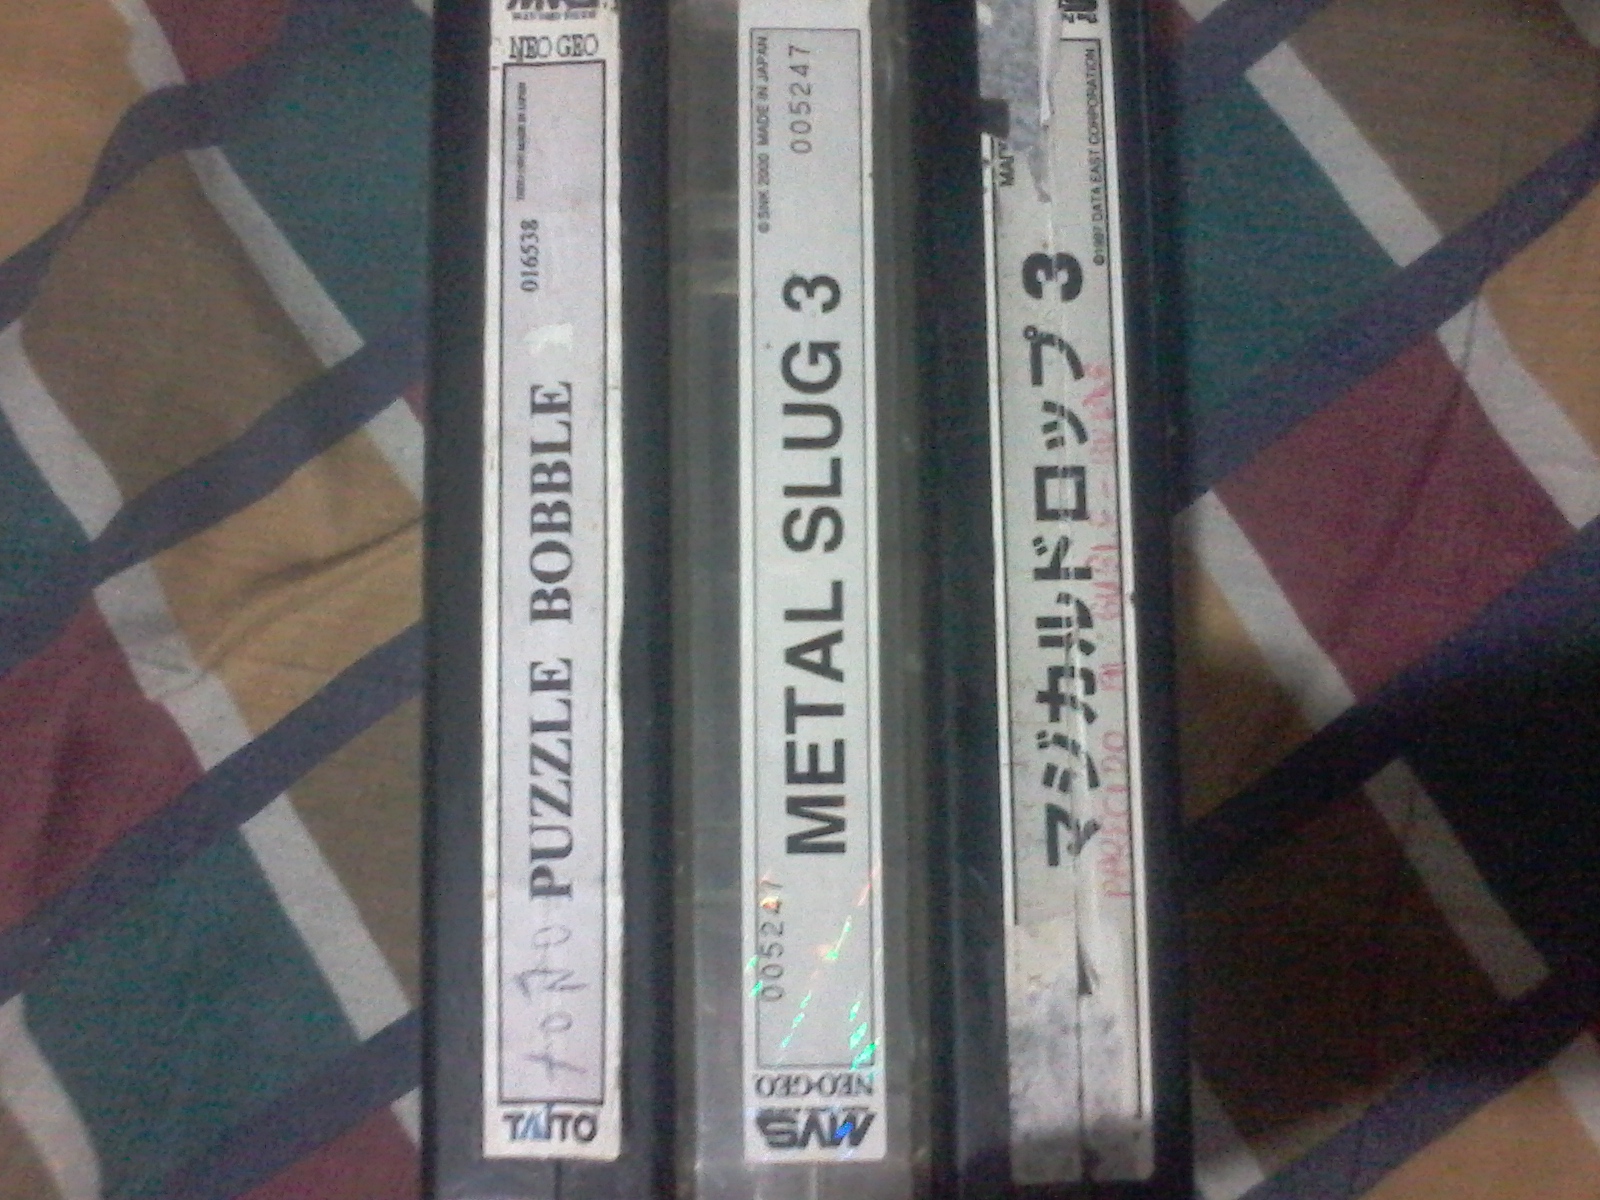 NEO GEO
016538
PUZZLE BOBBLE
TAITO
©SNK 2000 MADE IN JAPAN
005247
METAL SLUG 3
005247
NEO·GEO
MVS
©1997 DATA EAST CORPORATION
マジカルドロップ3